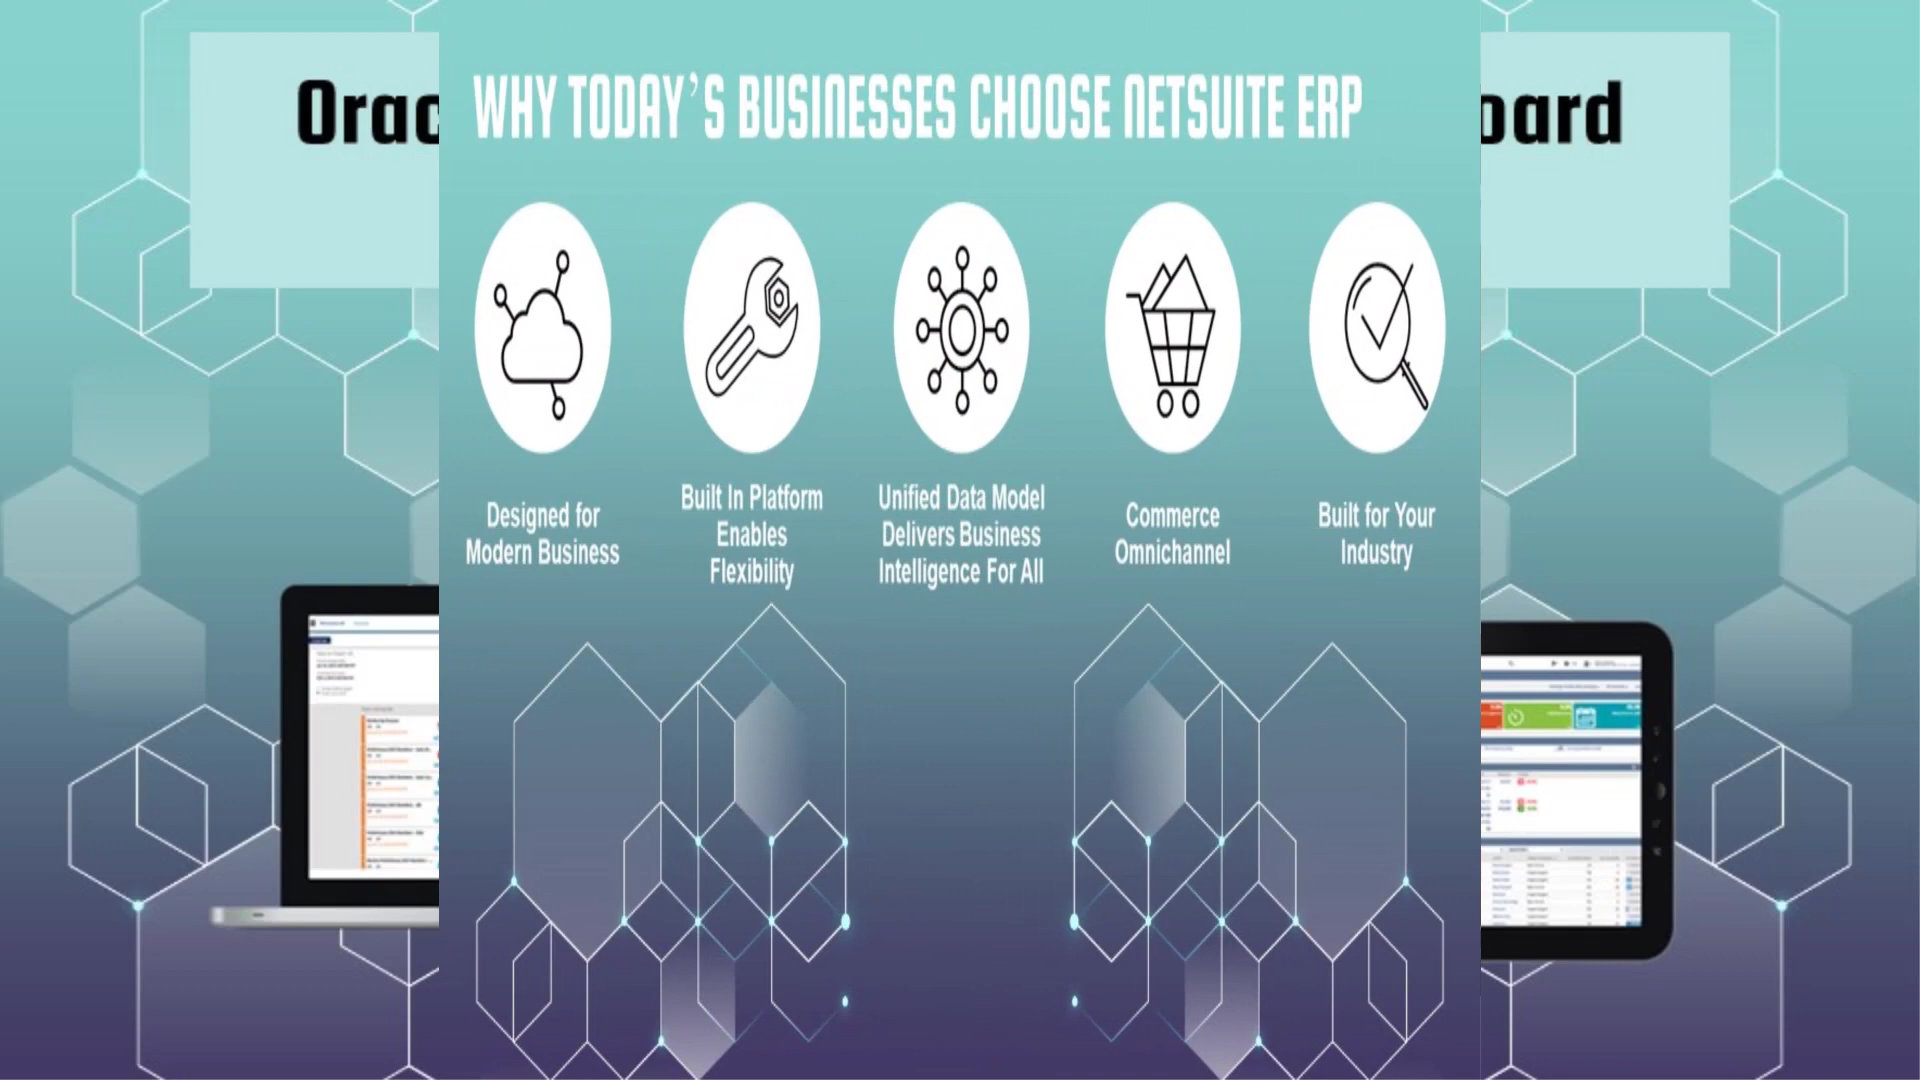 Orac
WHY TODAY'S BUSINESSES CHOOSE NETSUITE ERP
oard
Designed for
Modern Business
Built In Platform
Enables
Flexibility
Unified Data Model
Delivers Business
Intelligence For All
Commerce
Omnichannel
Built for Your
Industry